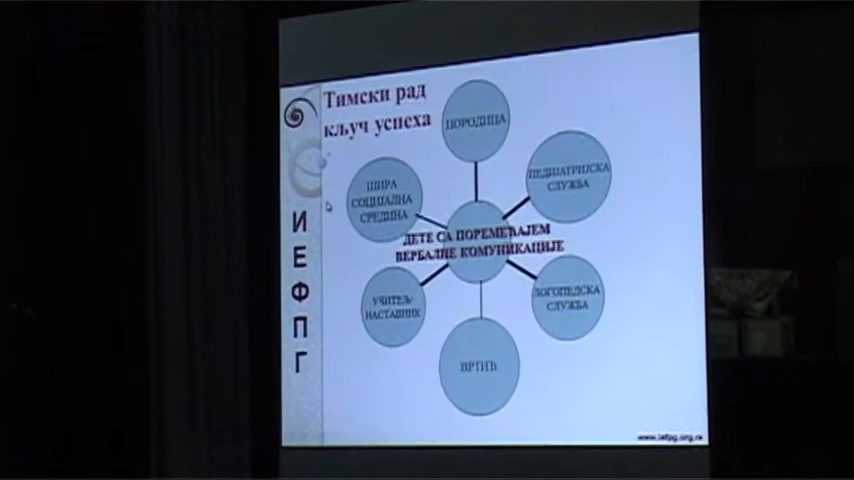 Тимски рад
кључ успеха
ПОРОДИЦА
ПЕДИЈАТРИЈСКА
СЛУЖБА
ШИРА
СОЦИЈАЛНА
СРЕДИНА
ДЕТЕ СА ПОРЕМЕЋАЈЕМ
ВЕРБАЛНЕ КОМУНИКАЦИЈЕ
УЧИТЕЉ/
НАСТАВНИК
ЛОГОПЕДСКА
СЛУЖБА
ВРТИЋ
И
Е
Ф
П
Г
www.iefpg.org.rs